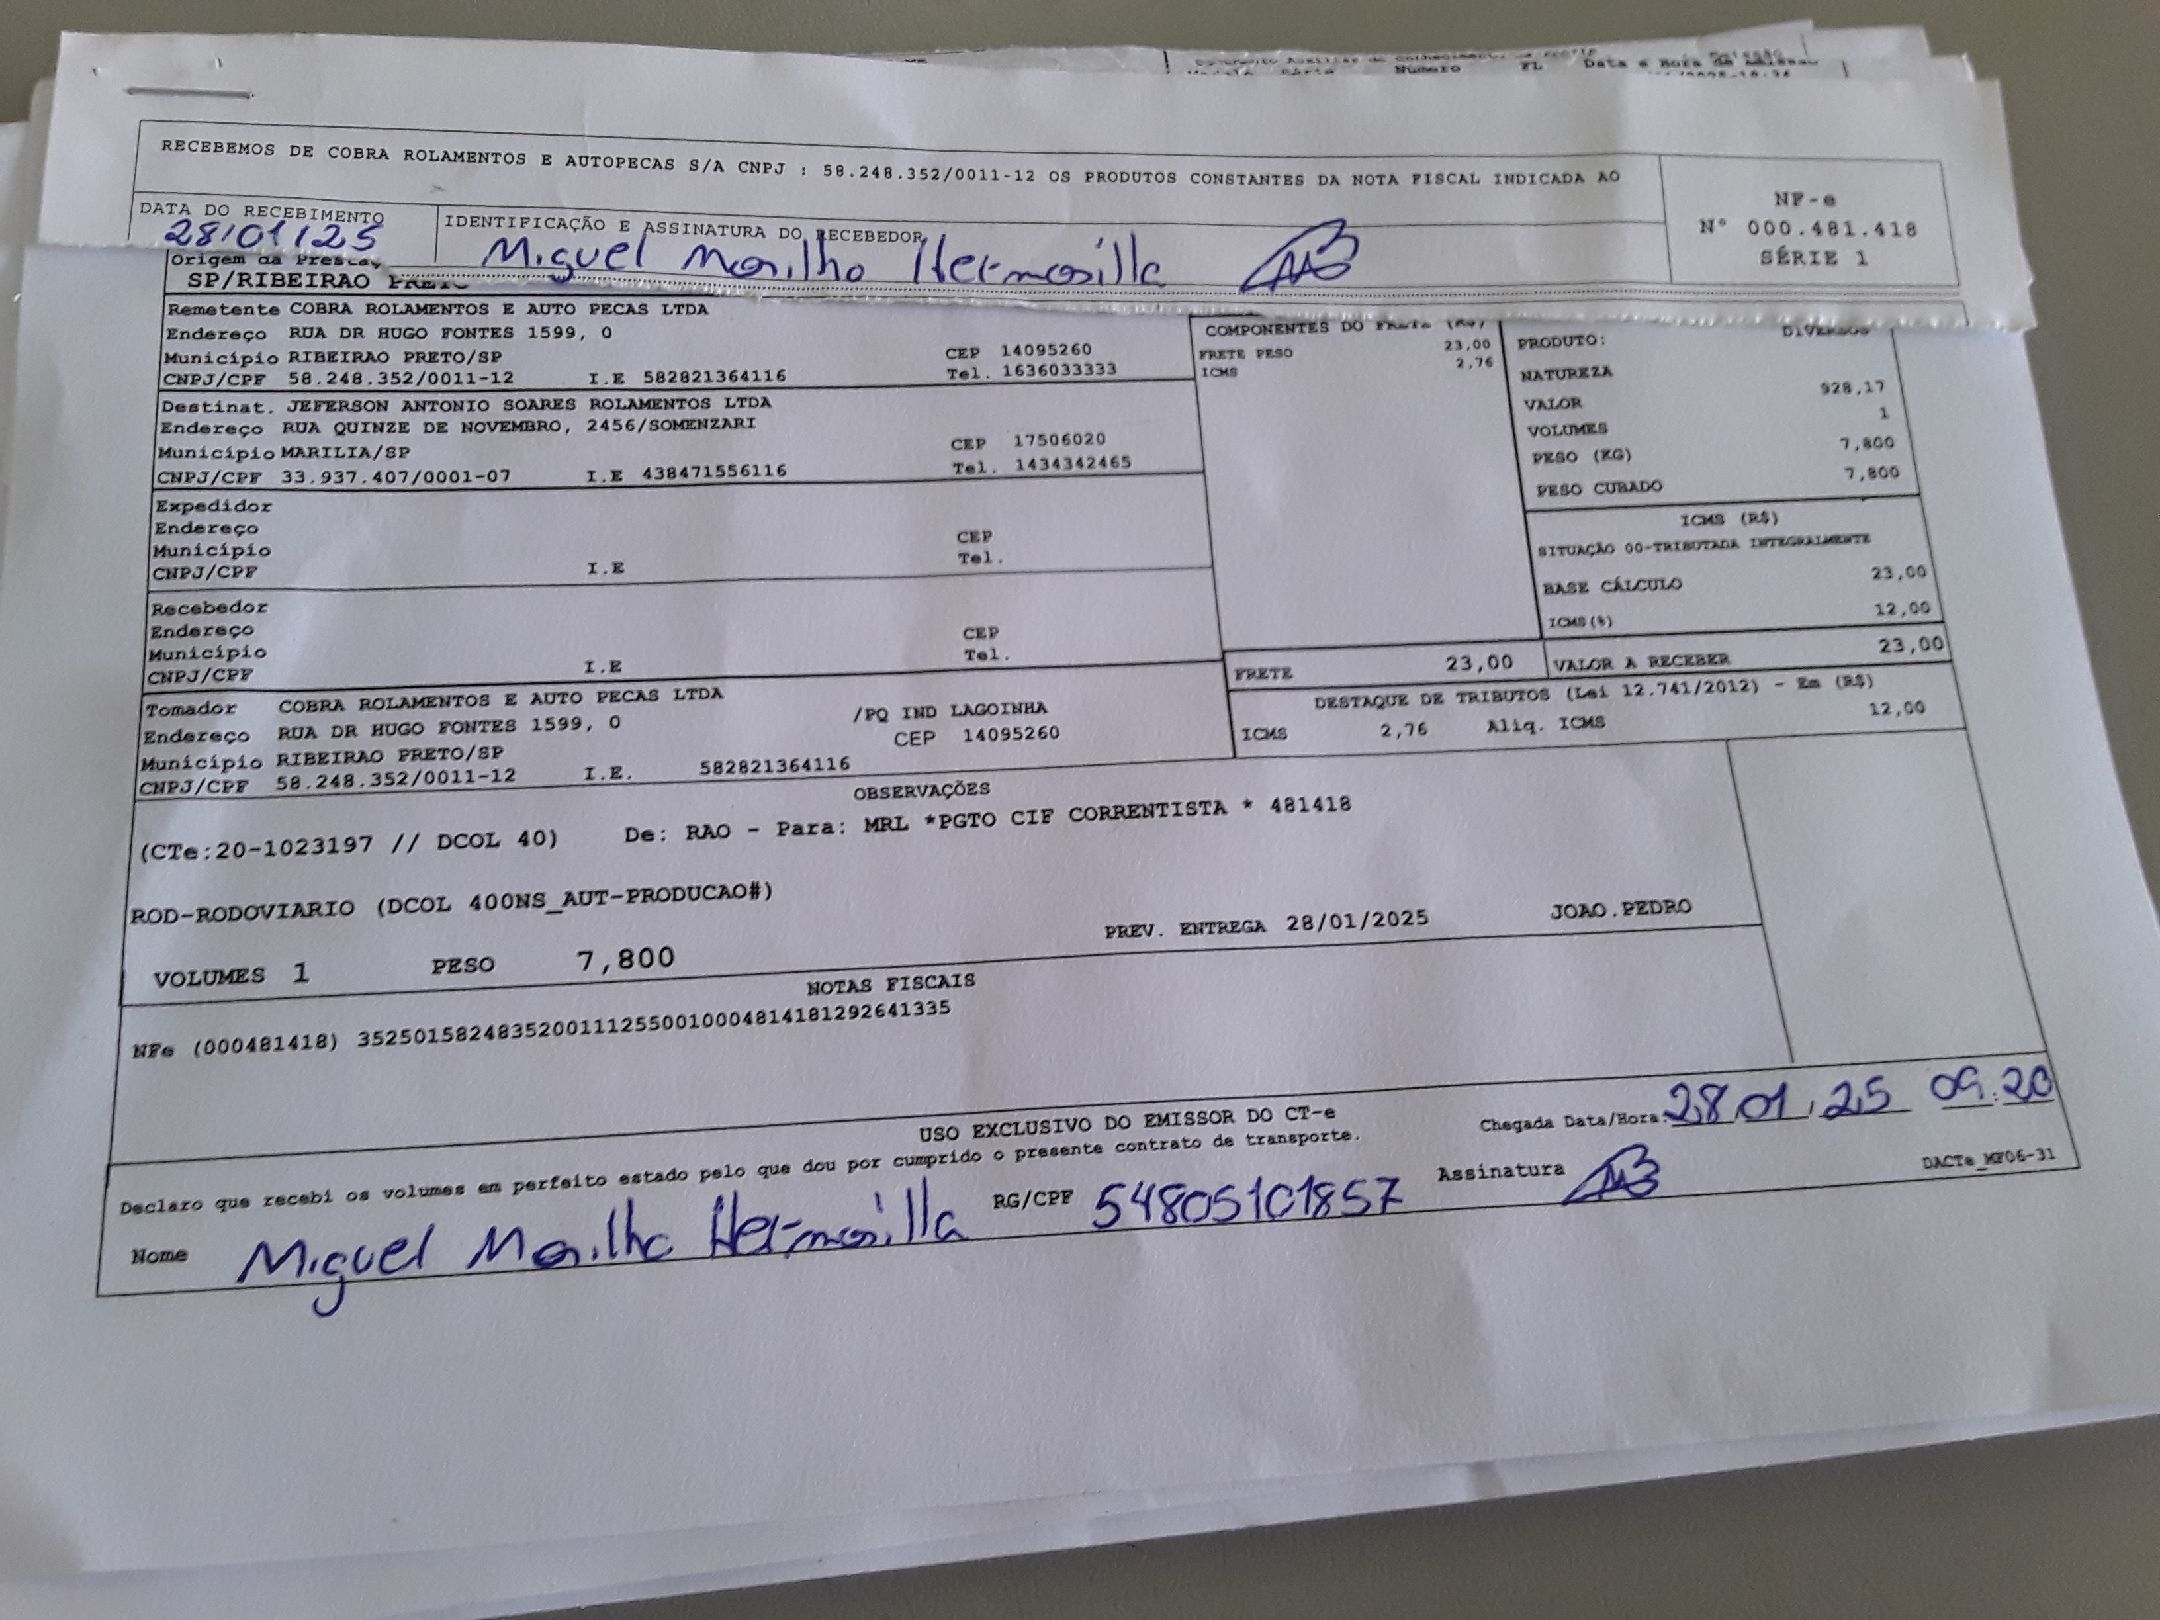 Data e Hora de Emissão
Modelo Série Número FL
RECEBEMOS DE COBRA ROLAMENTOS E AUTOPECAS S/A CNPJ : 58.248.352/0011-12 OS PRODUTOS CONSTANTES DA NOTA FISCAL INDICADA AO
NF-e
Nº 000.481.418
SÉRIE 1
DATA DO RECEBIMENTO
28/01/25
IDENTIFICAÇÃO E ASSINATURA DO RECEBEDOR
Miguel Morilho Hermosilla
Origem da
SP/RIBEIRAO PRETO
Remetente COBRA ROLAMENTOS E AUTO PECAS LTDA
Endereço RUA DR HUGO FONTES 1599, 0
Município RIBEIRAO PRETO/SP CEP 14095260
CNPJ/CPF 58.248.352/0011-12 I.E 582821364116 Tel. 1636033333
Destinat. JEFERSON ANTONIO SOARES ROLAMENTOS LTDA
Endereço RUA QUINZE DE NOVEMBRO, 2456/SOMENZARI
Município MARILIA/SP CEP 17506020
CNPJ/CPF 33.937.407/0001-07 I.E 438471556116 Tel. 1434342465
Expedidor
Endereço
Município CEP
CNPJ/CPF I.E Tel.
Recebedor
Endereço
Município CEP
CNPJ/CPF I.E Tel.
Tomador COBRA ROLAMENTOS E AUTO PECAS LTDA
Endereço RUA DR HUGO FONTES 1599, 0 /PQ IND LAGOINHA
Município RIBEIRAO PRETO/SP CEP 14095260
CNPJ/CPF 58.248.352/0011-12 I.E. 582821364116
COMPONENTES DO FRETE (R$)
FRETE PESO 23,00
ICMS 2,76
PRODUTO: DIVERSOS
NATUREZA
VALOR 928,17
VOLUMES 1
PESO (KG) 7,800
PESO CUBADO 7,800
ICMS (R$)
SITUAÇÃO 00-TRIBUTADA INTEGRALMENTE
BASE CÁLCULO 23,00
ICMS(%) 12,00
FRETE 23,00 VALOR A RECEBER 23,00
DESTAQUE DE TRIBUTOS (Lei 12.741/2012) - Em (R$)
ICMS 2,76 Aliq. ICMS 12,00
OBSERVAÇÕES
(CTe:20-1023197 // DCOL 40) De: RAO - Para: MRL *PGTO CIF CORRENTISTA * 481418
ROD-RODOVIARIO (DCOL 400NS_AUT-PRODUCAO#)
PREV. ENTREGA 28/01/2025 JOAO.PEDRO
VOLUMES 1 PESO 7,800
NOTAS FISCAIS
NFe (000481418) 35250158248352001112550010004814181292641335
USO EXCLUSIVO DO EMISSOR DO CT-e
Chegada Data/Hora: 28/01/25 09:20
Declaro que recebi os volumes em perfeito estado pelo que dou por cumprido o presente contrato de transporte.
Nome Miguel Morilho Hermosilla RG/CPF 54805101857 Assinatura
DACTe_MF06-31